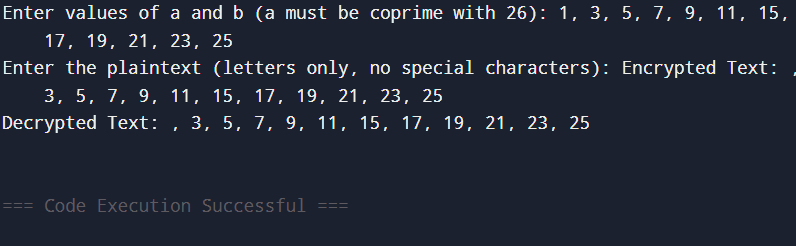 Enter values of a and b (a must be coprime with 26): 1, 3, 5, 7, 9, 11, 15,
17, 19, 21, 23, 25
Enter the plaintext (letters only, no special characters): Encrypted Text: ,
3, 5, 7, 9, 11, 15, 17, 19, 21, 23, 25
Decrypted Text: , 3, 5, 7, 9, 11, 15, 17, 19, 21, 23, 25
=== Code Execution Successful ===